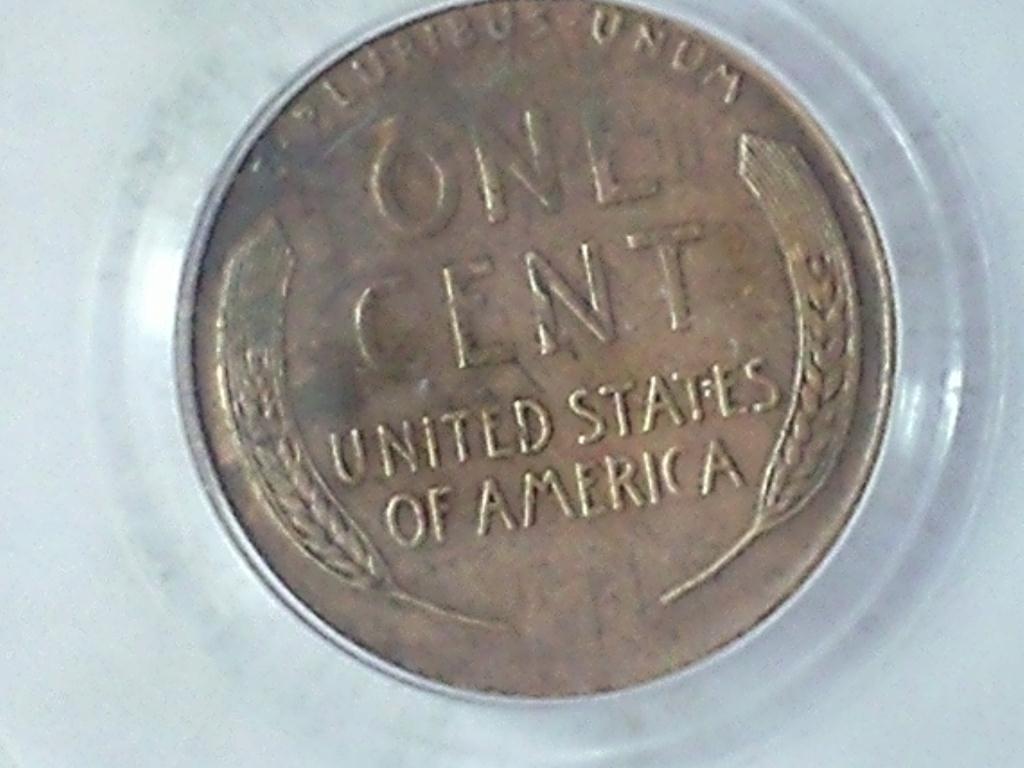 PLURIBUS UNUM
ONE
CENT
UNITED STATES
OF AMERICA